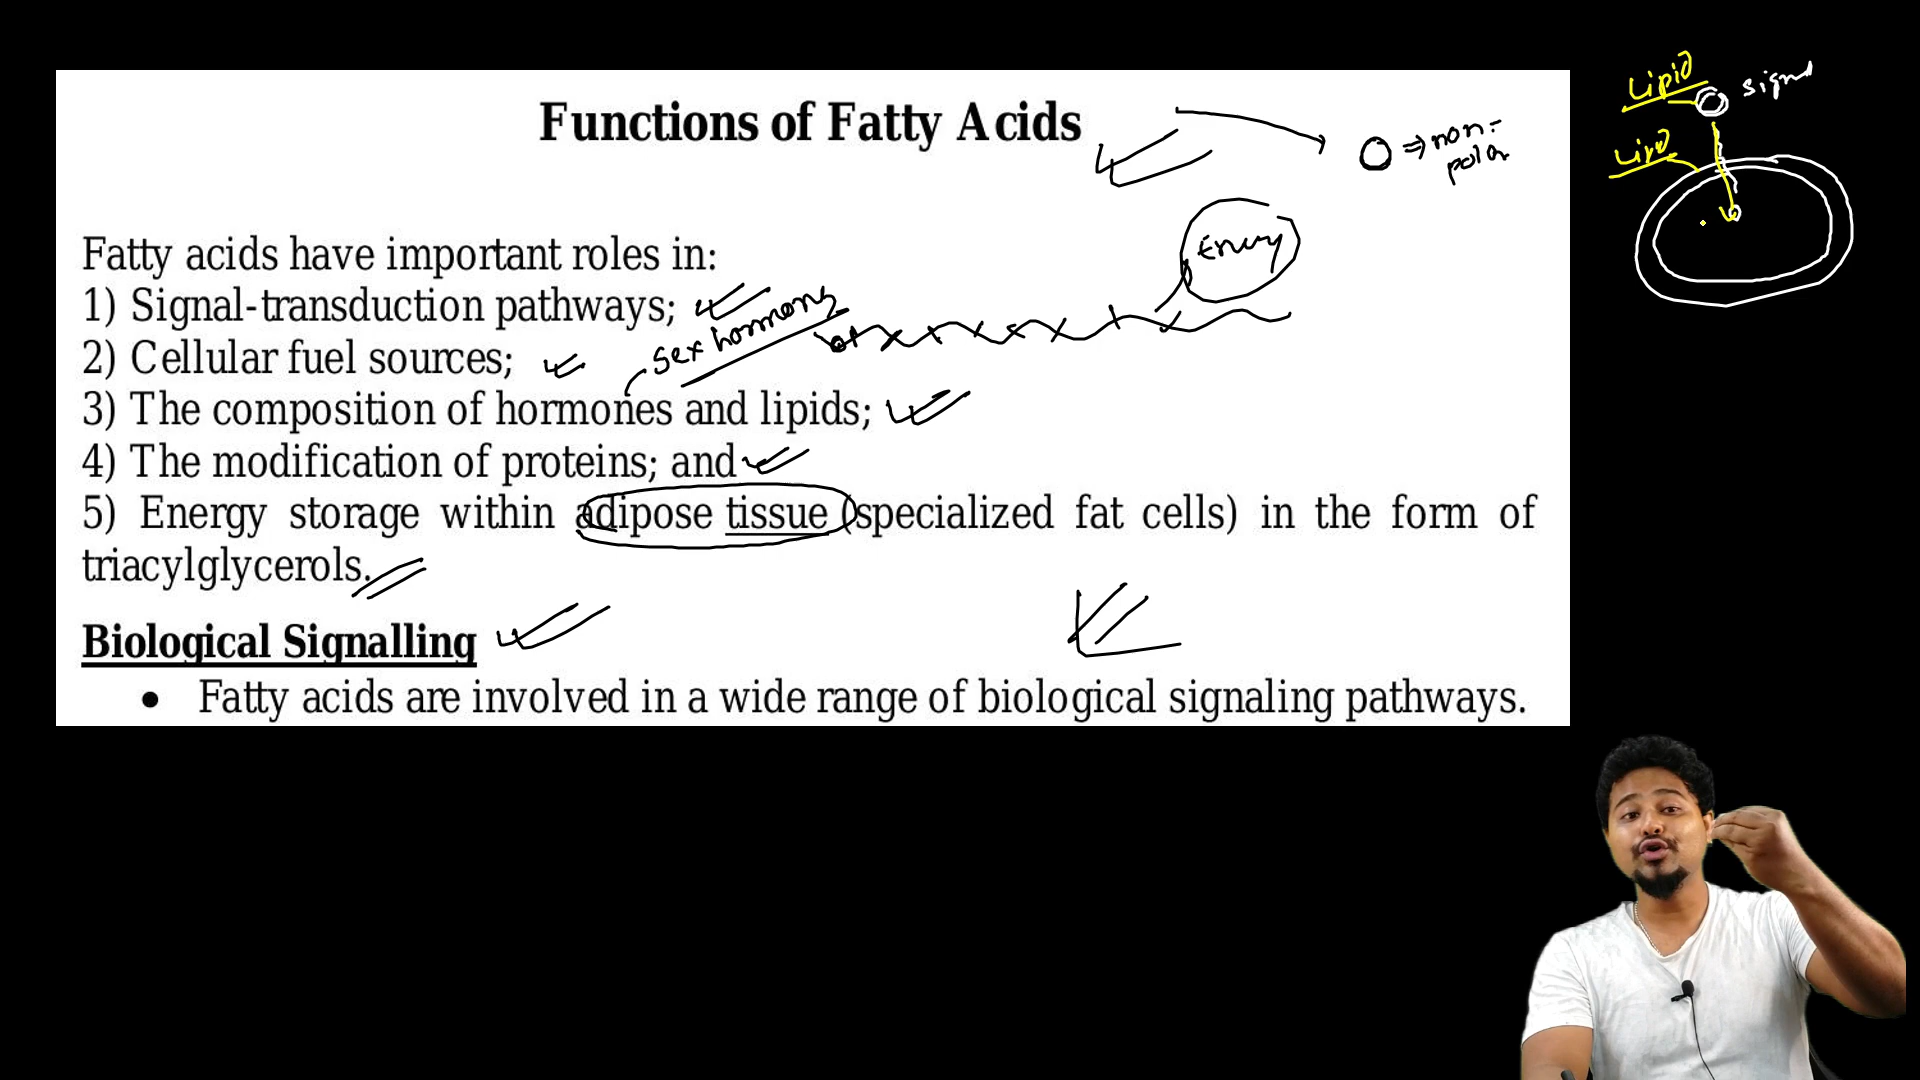 Functions of Fatty Acids
non-
polar
Lipid
signal
Lipid
Energy
Fatty acids have important roles in:
1) Signal-transduction pathways;
sex hormones
2) Cellular fuel sources;
3) The composition of hormones and lipids;
4) The modification of proteins; and
5) Energy storage within adipose tissue (specialized fat cells) in the form of
triacylglycerols.
Biological Signalling
• Fatty acids are involved in a wide range of biological signaling pathways.